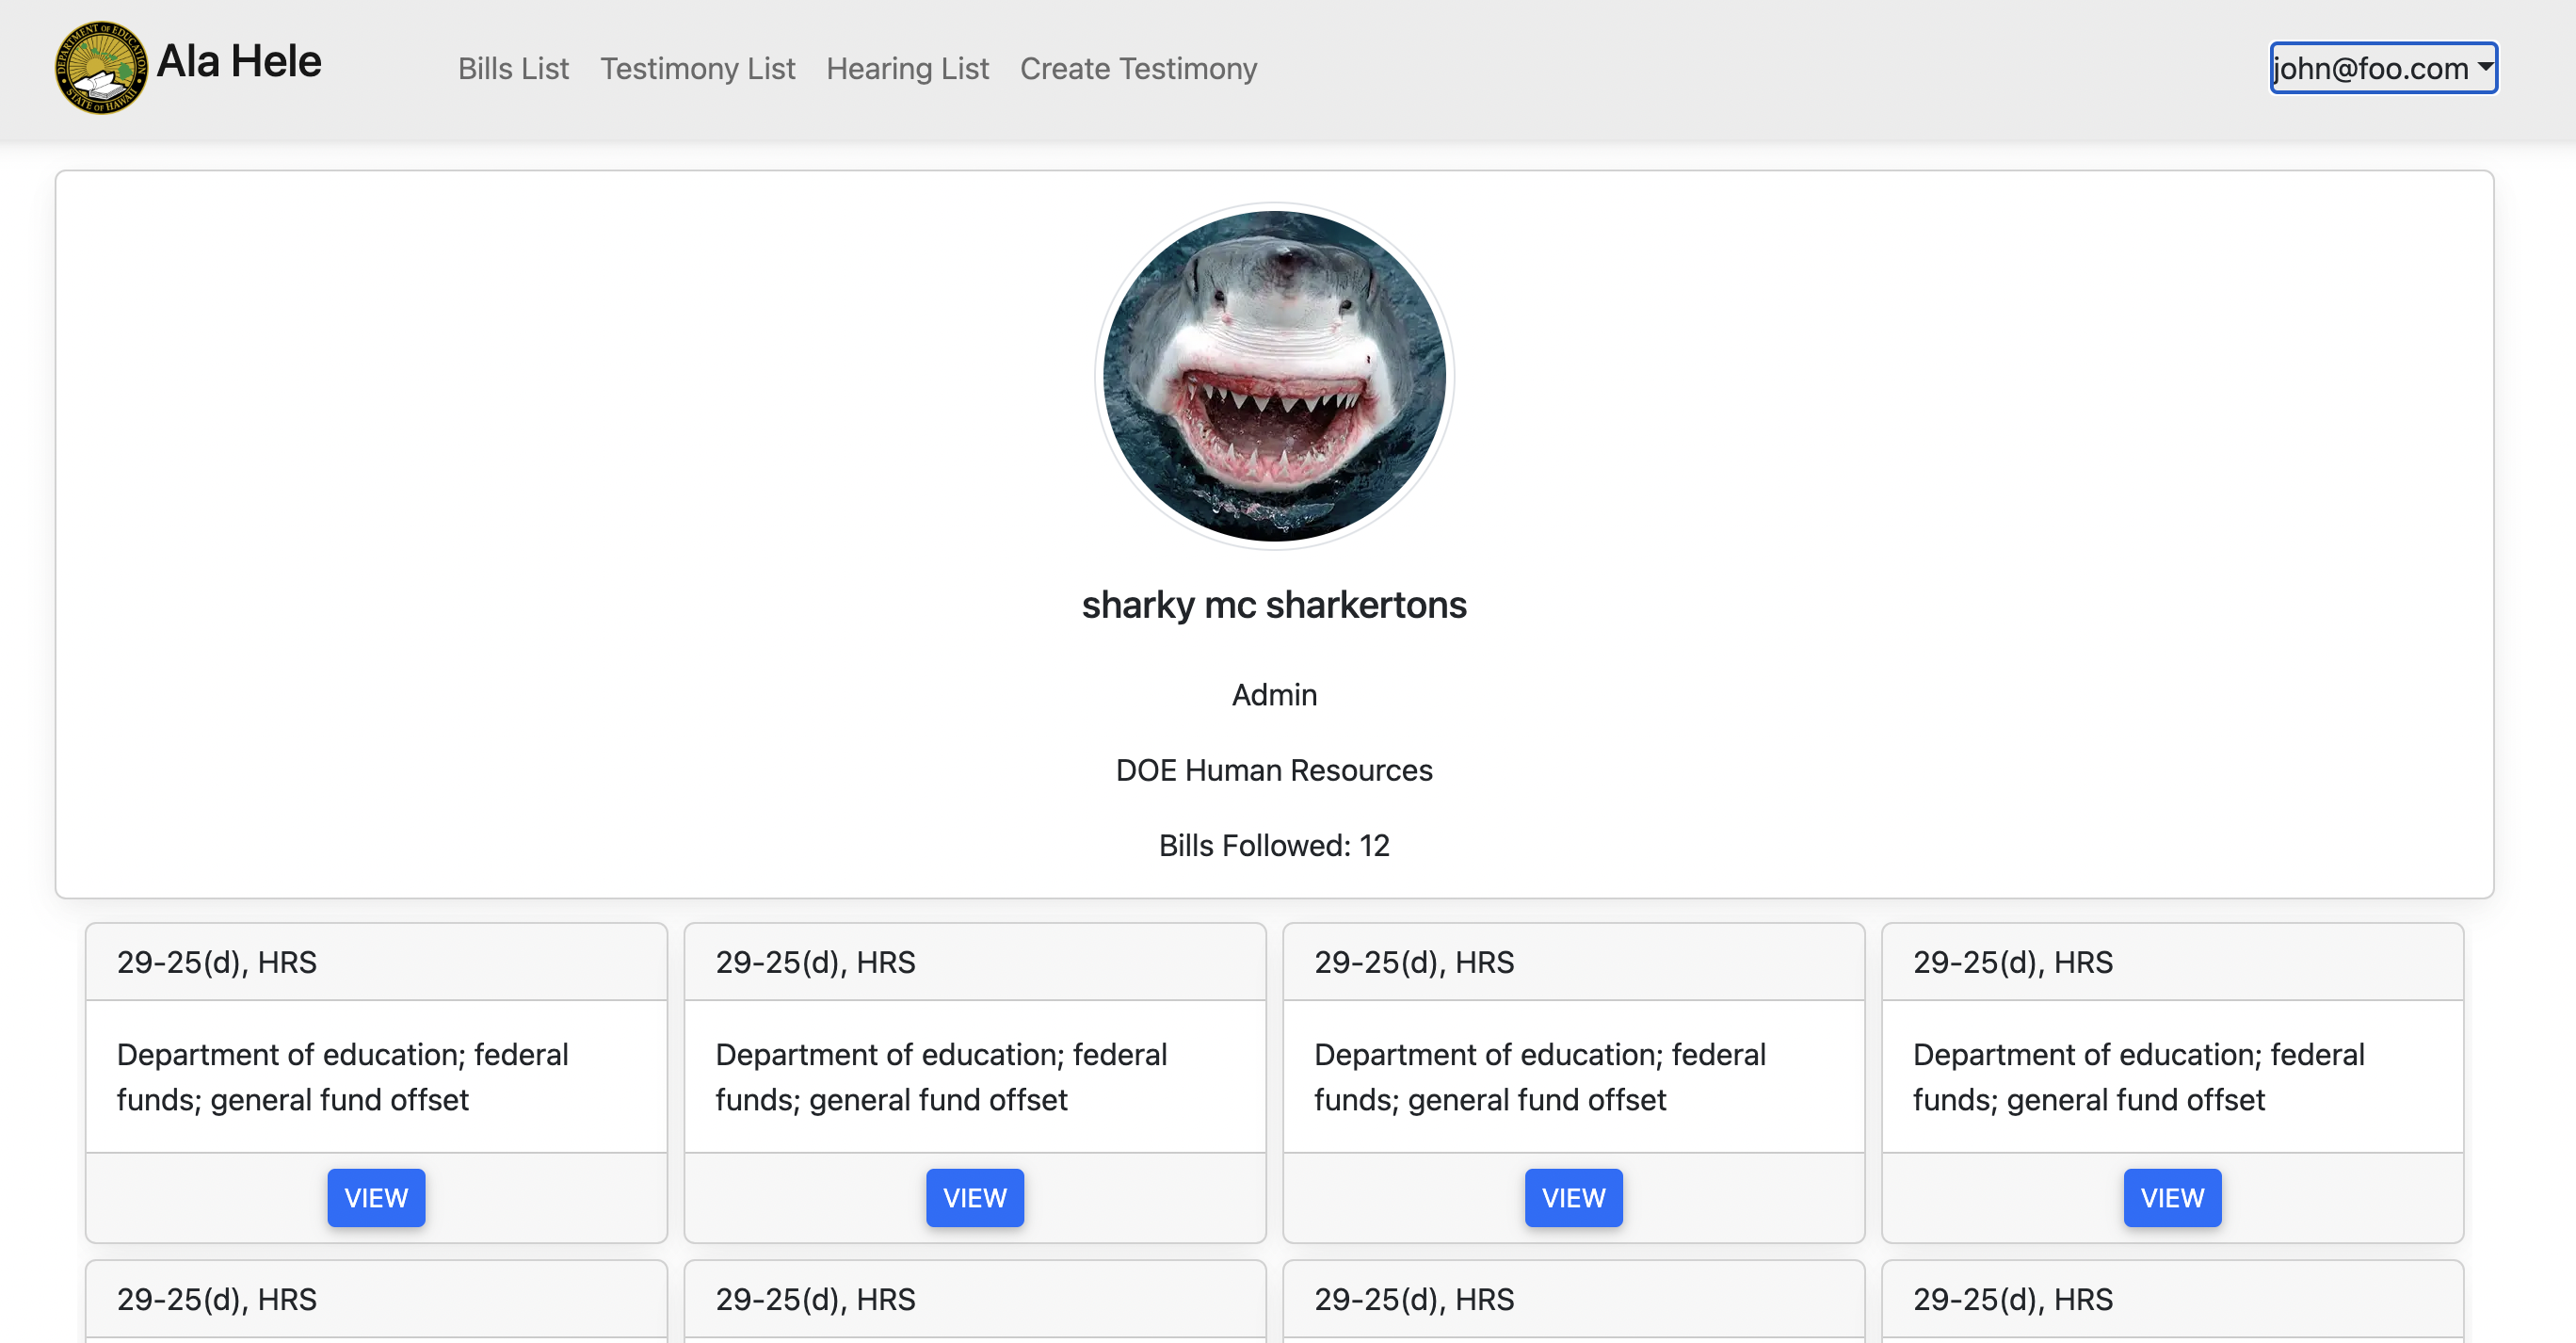 DEPARTMENT OF EDUCATION
STATE OF HAWAII
Ala Hele
Bills List
Testimony List
Hearing List
Create Testimony
john@foo.com
sharky mc sharkertons
Admin
DOE Human Resources
Bills Followed: 12
29-25(d), HRS
Department of education; federal
funds; general fund offset
VIEW
29-25(d), HRS
Department of education; federal
funds; general fund offset
VIEW
29-25(d), HRS
Department of education; federal
funds; general fund offset
VIEW
29-25(d), HRS
Department of education; federal
funds; general fund offset
VIEW
29-25(d), HRS
29-25(d), HRS
29-25(d), HRS
29-25(d), HRS